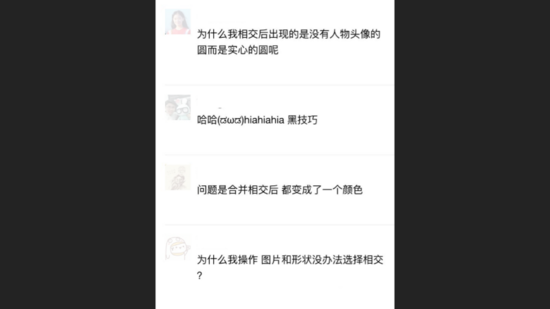 为什么我相交后出现的是没有人物头像的
圆而是实心的圆呢
哈哈(ơωơ)hiahiahia 黑技巧
问题是合并相交后 都变成了一个颜色
为什么我操作 图片和形状没办法选择相交
?